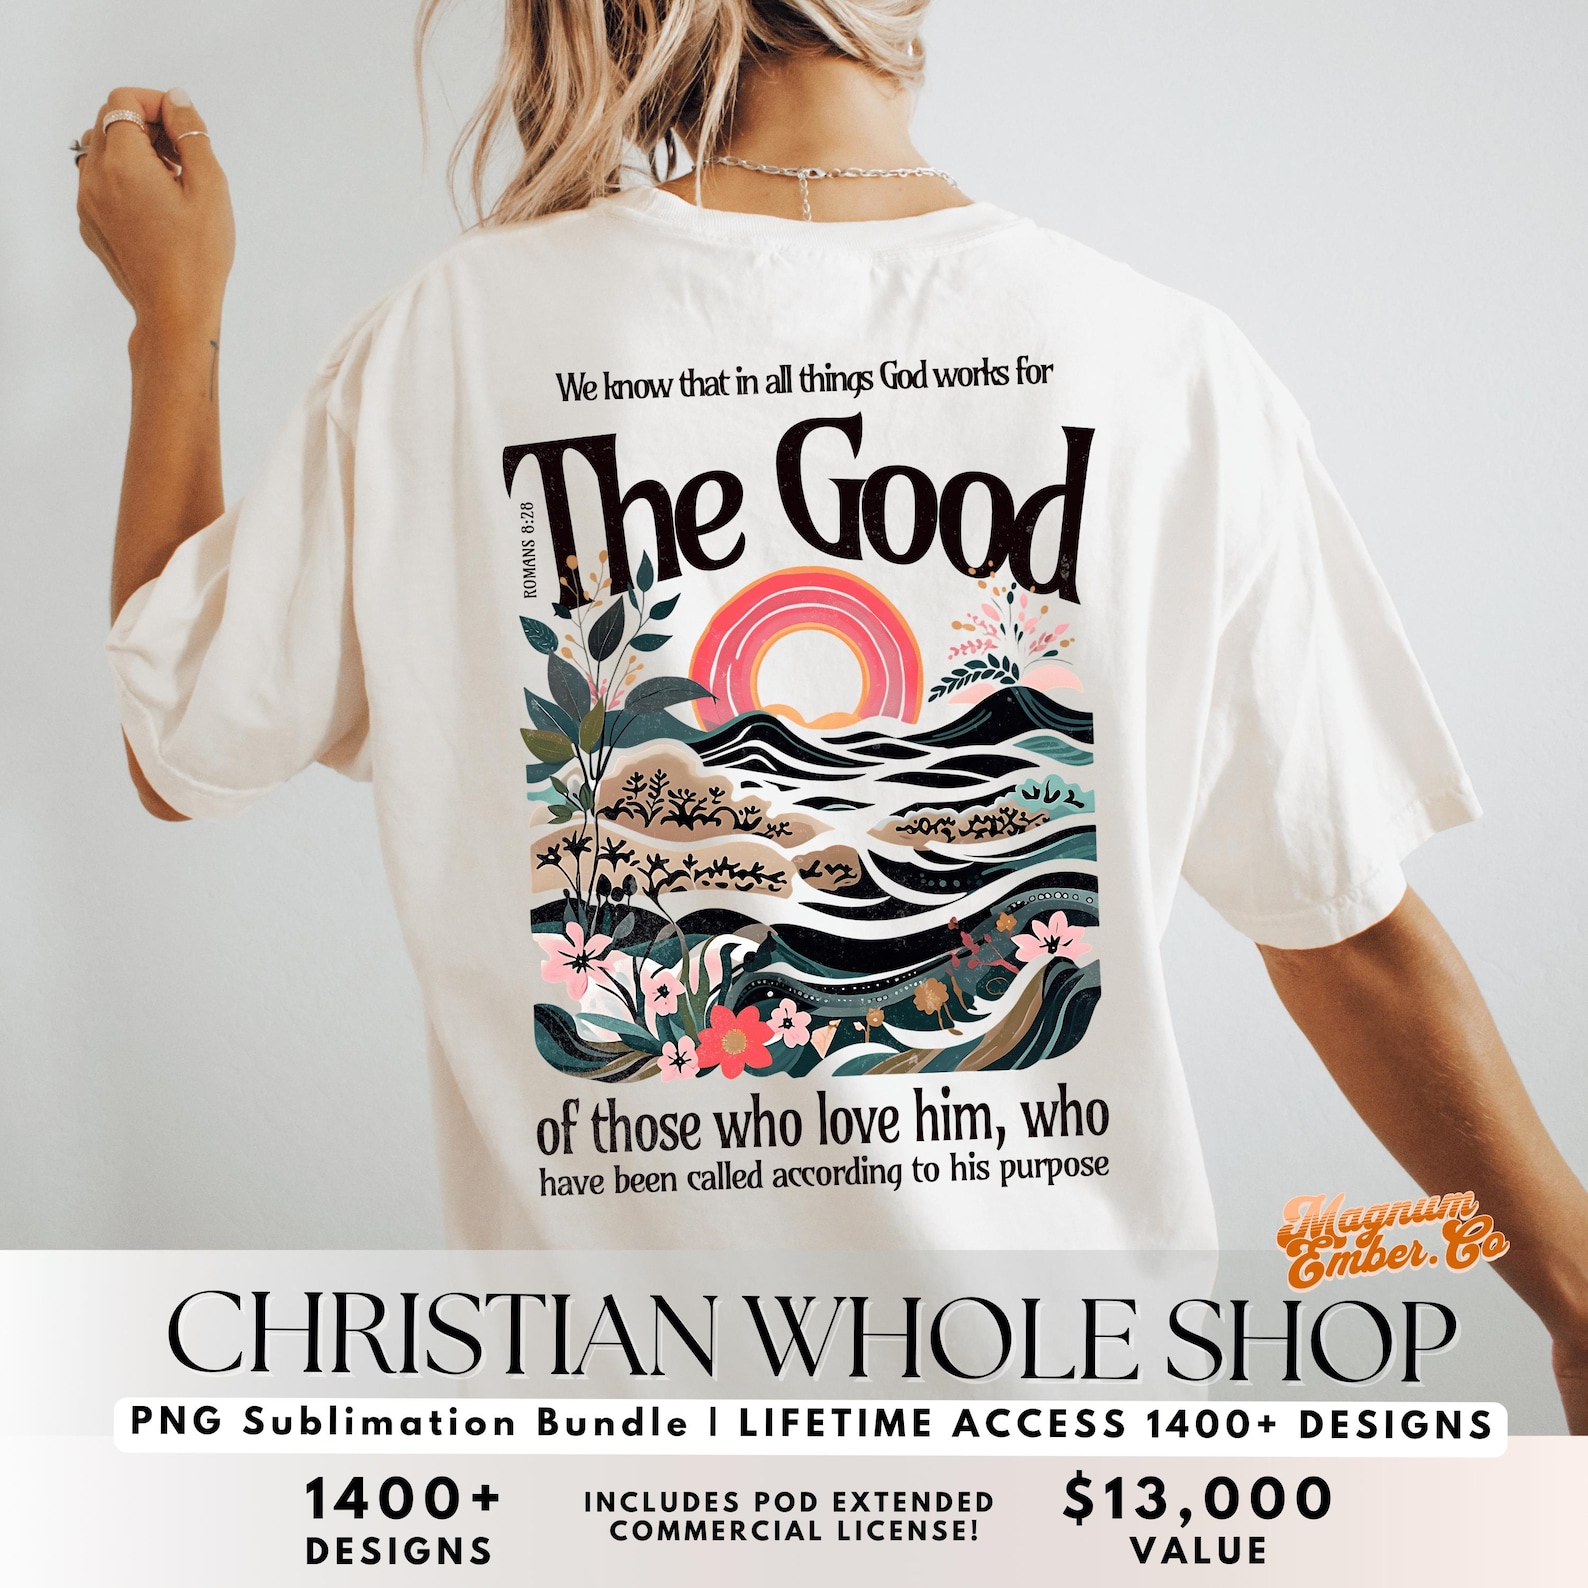 We know that in all things God works for
The Good
ROMANS 8:28
of those who love him, who
have been called according to his purpose
Magnum
Ember.Co
CHRISTIAN WHOLE SHOP
PNG Sublimation Bundle | LIFETIME ACCESS 1400+ DESIGNS
1400+
DESIGNS
INCLUDES POD EXTENDED
COMMERCIAL LICENSE!
$13,000
VALUE